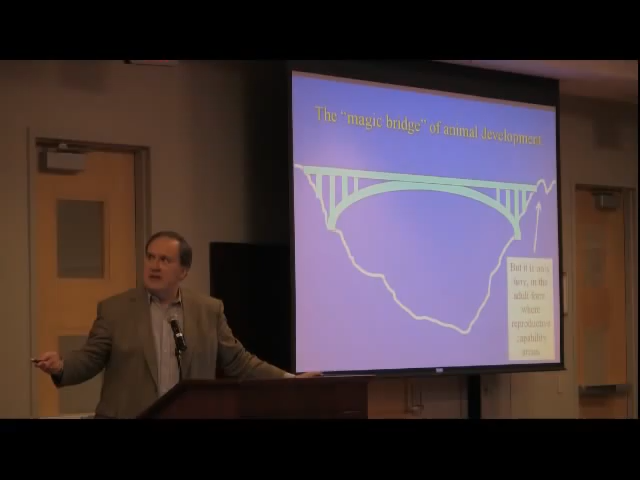 The "magic bridge" of animal development
But it is only
here, in the
adult form
where
reproductive
capability
arises